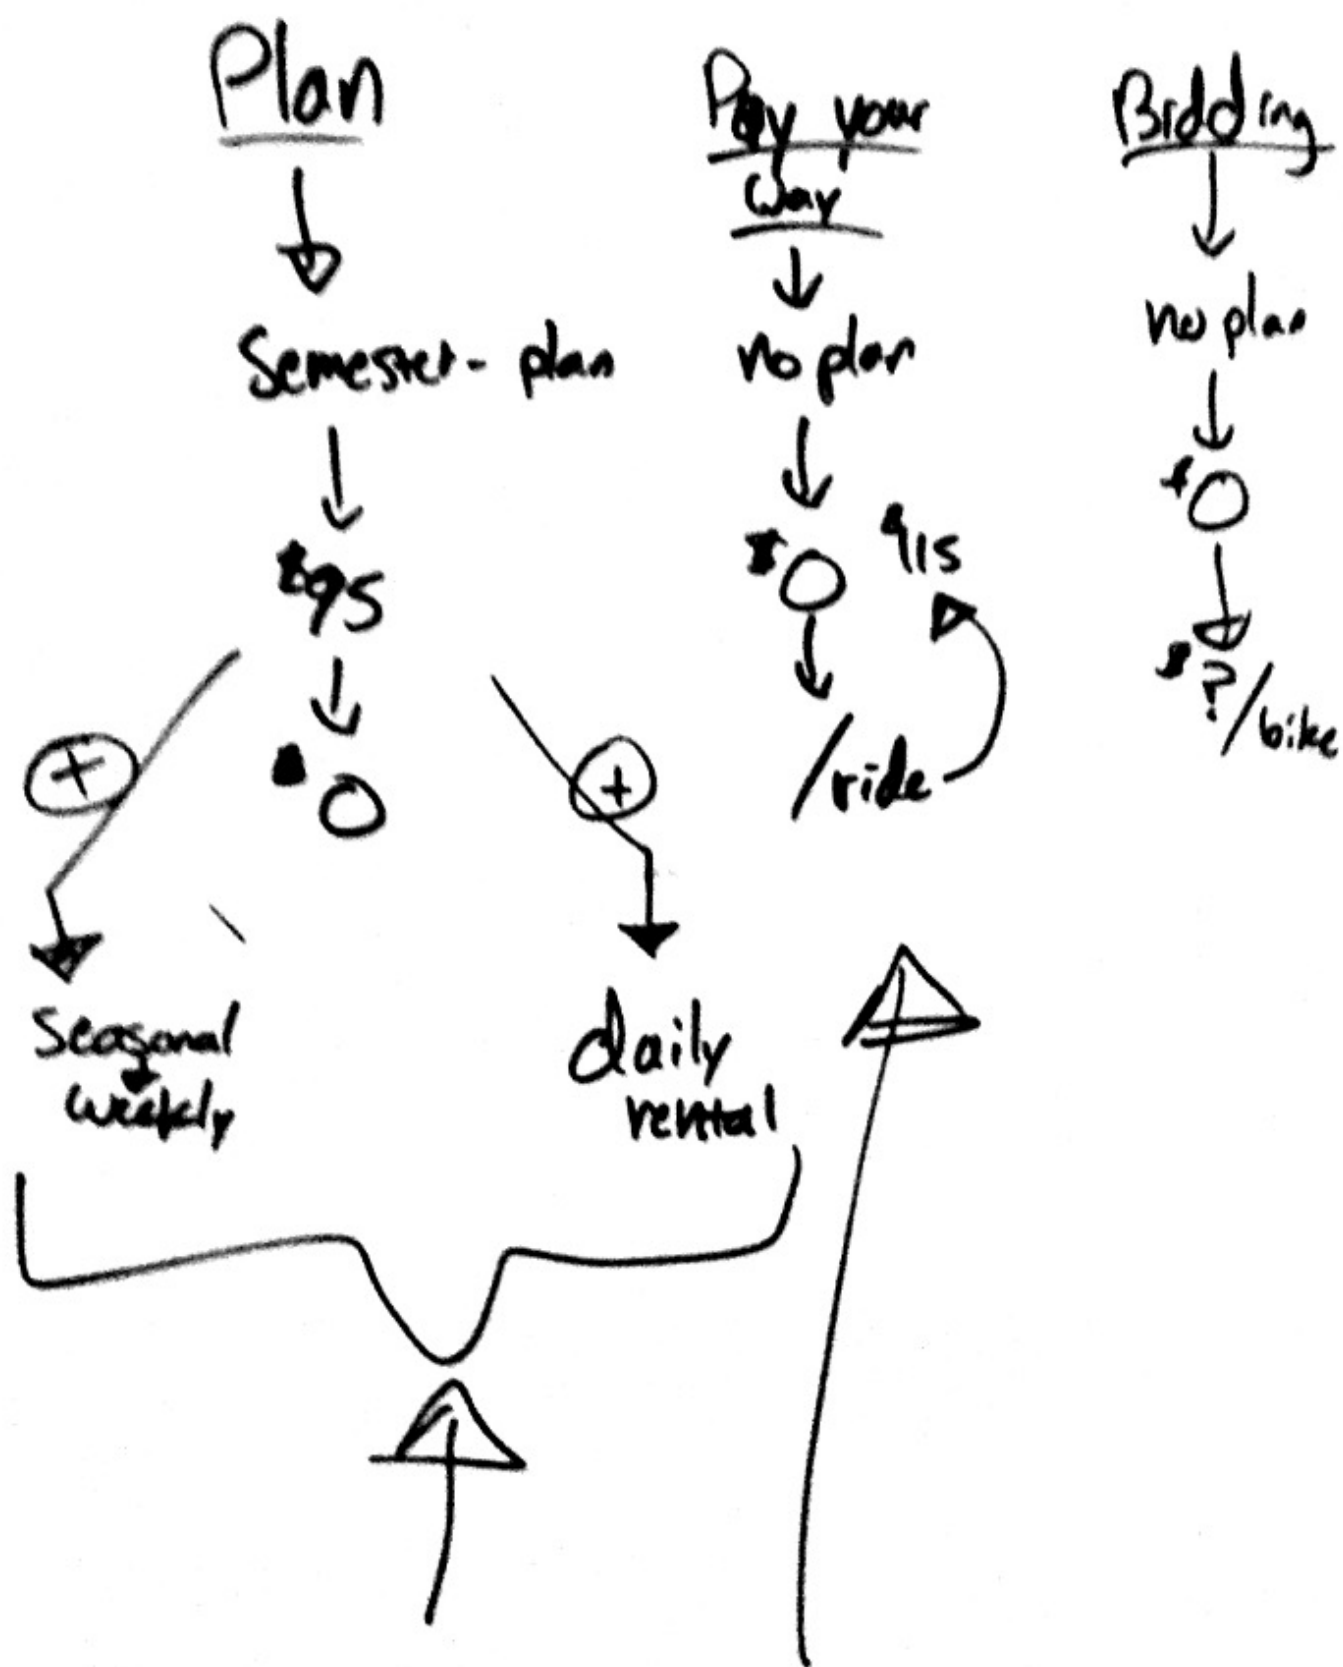 Plan
Semester-plan
$95
$0
+
+
Seasonal
weekly
daily
rental
Pay your
way
no plan
$0
$15
/ride
Bidding
no plan
$0
$?/bike